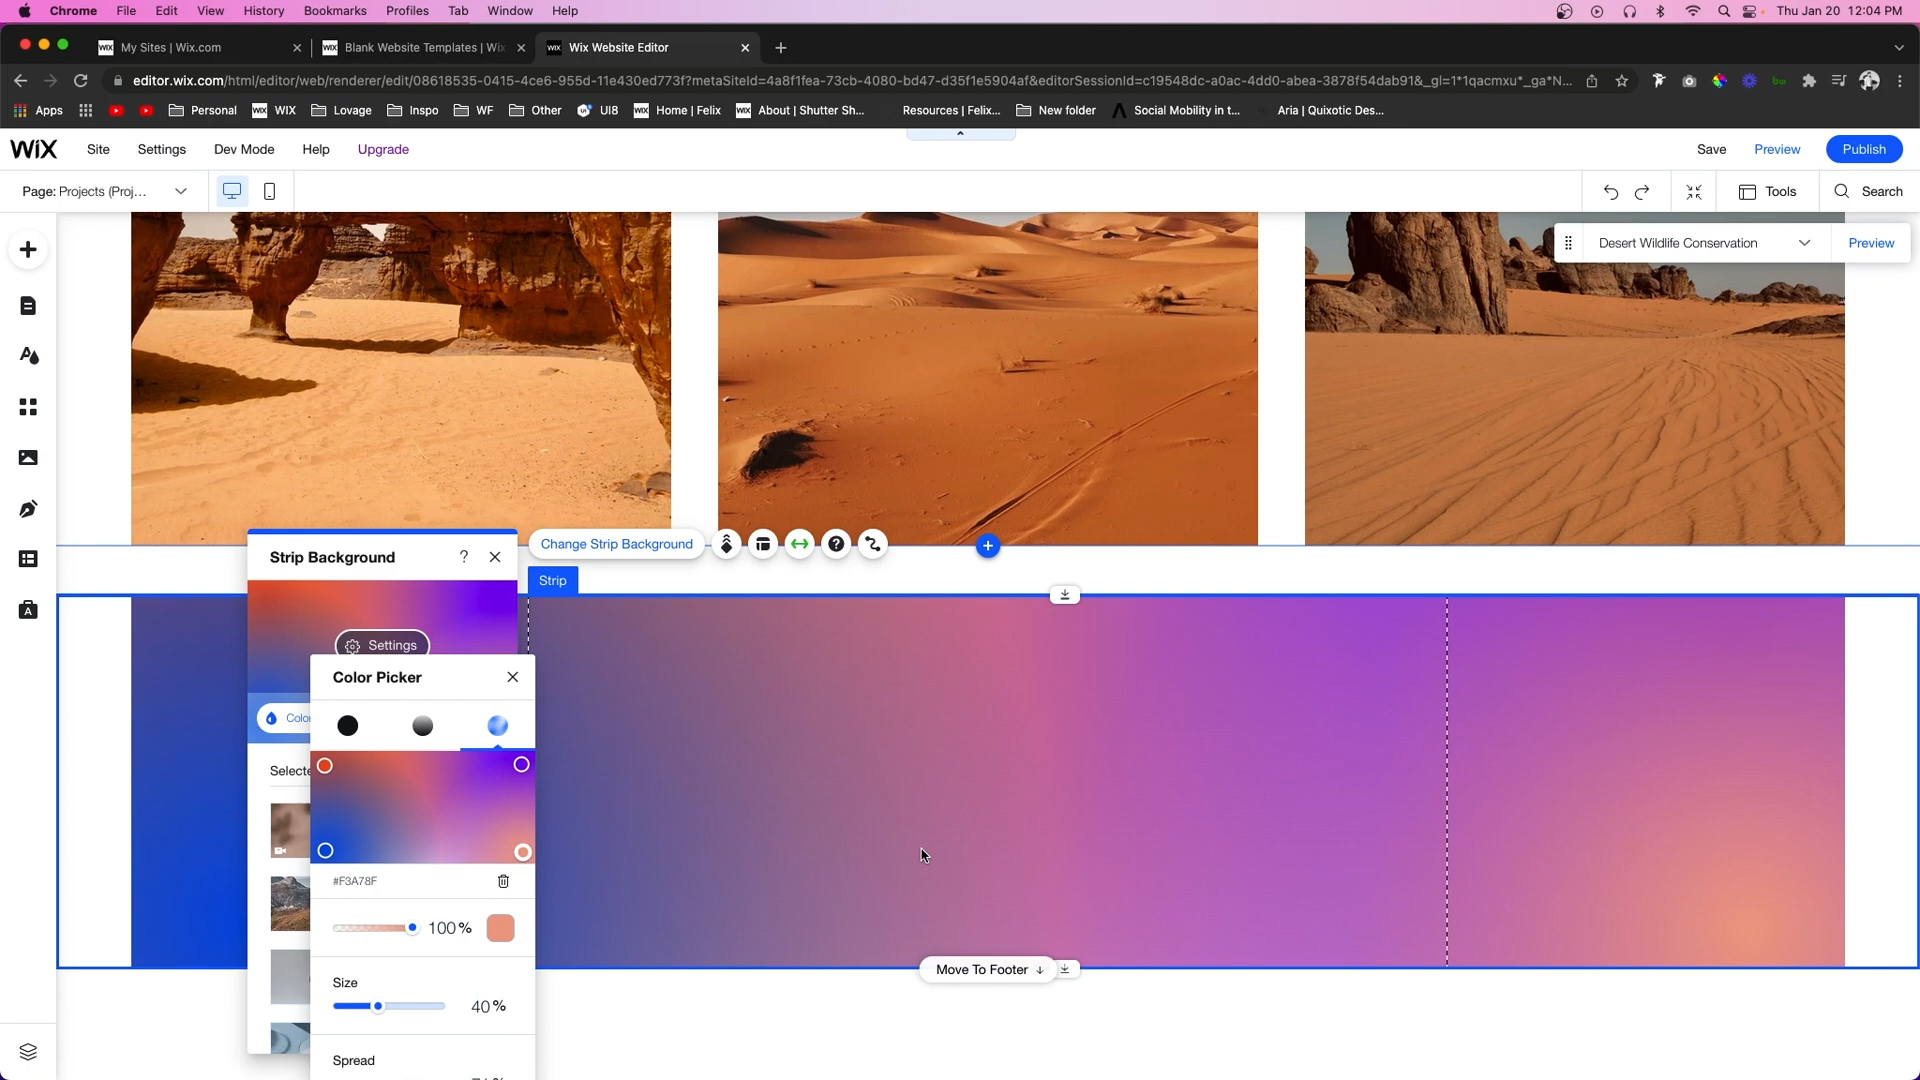 Chrome File Edit View History Bookmarks Profiles Tab Window Help Thu Jan 20 12:04 PM
WIX My Sites | Wix.com WIX Blank Website Templates | Wix WIX Wix Website Editor
editor.wix.com/html/editor/web/renderer/edit/08618535-0415-4ce6-955d-11e430ed773f?metaSiteId=4a8f1fea-73cb-4080-bd47-d35f1e5904af&editorSessionId=c19548dc-a0ac-4dd0-abea-3878f54dab91&_gl=1*1qacmxu*_ga*N...
Apps Personal WIX WIX Lovage Inspo WF Other UI8 WIX Home | Felix WIX About | Shutter Sh... Resources | Felix... New folder Social Mobility in t... Aria | Quixotic Des...
WIX Site Settings Dev Mode Help Upgrade Save Preview Publish
Page: Projects (Proj... Tools Search
Desert Wildlife Conservation Preview
Change Strip Background
Strip Background ?
Strip
Settings
Color Picker
Selecte
#F3A78F
100%
Move To Footer
Size
40%
Spread